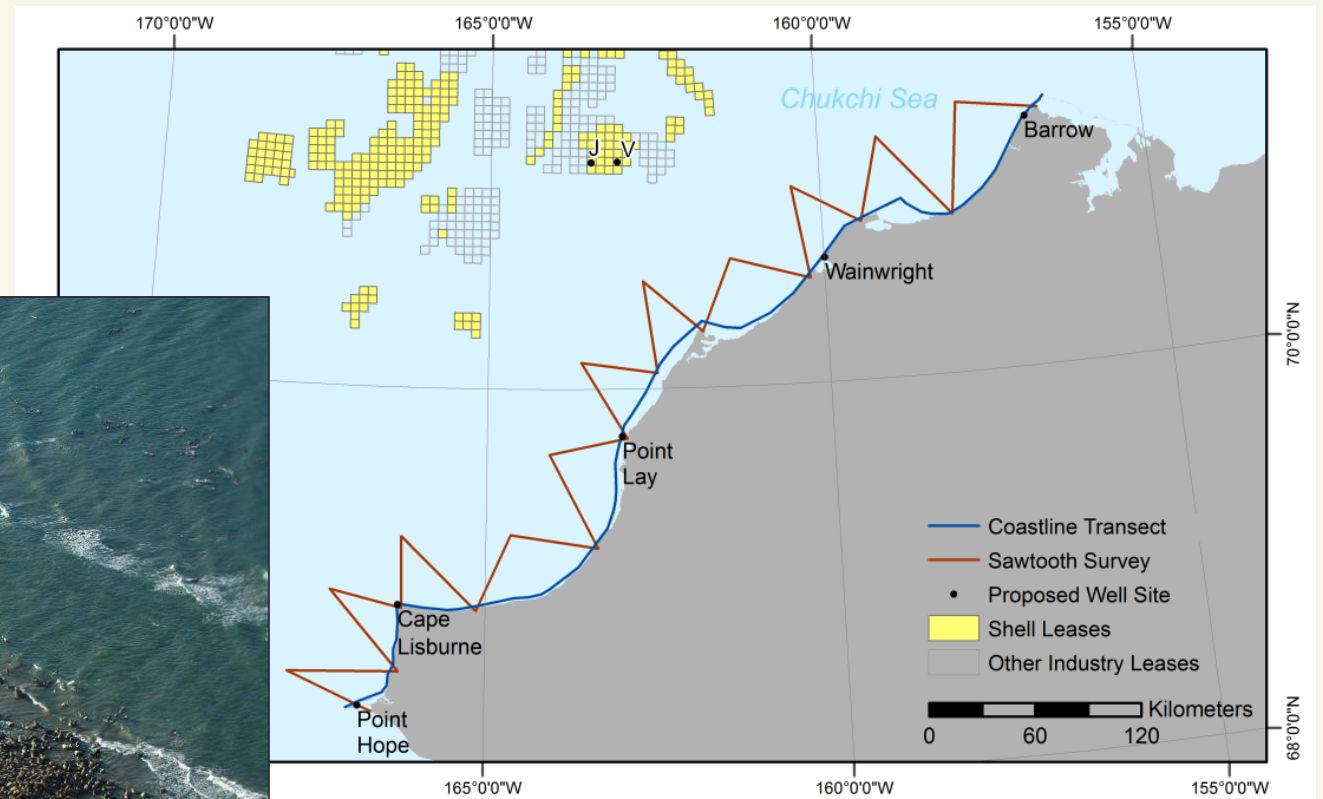 170°0'0"W
165°0'0"W
160°0'0"W
155°0'0"W
Chukchi Sea
Barrow
J
V
Wainwright
70°0'0"N
Point
Lay
Coastline Transect
Sawtooth Survey
Proposed Well Site
Shell Leases
Other Industry Leases
Kilometers
0
60
120
Cape
Lisburne
Point
Hope
68°0'0"N
165°0'0"W
160°0'0"W
155°0'0"W